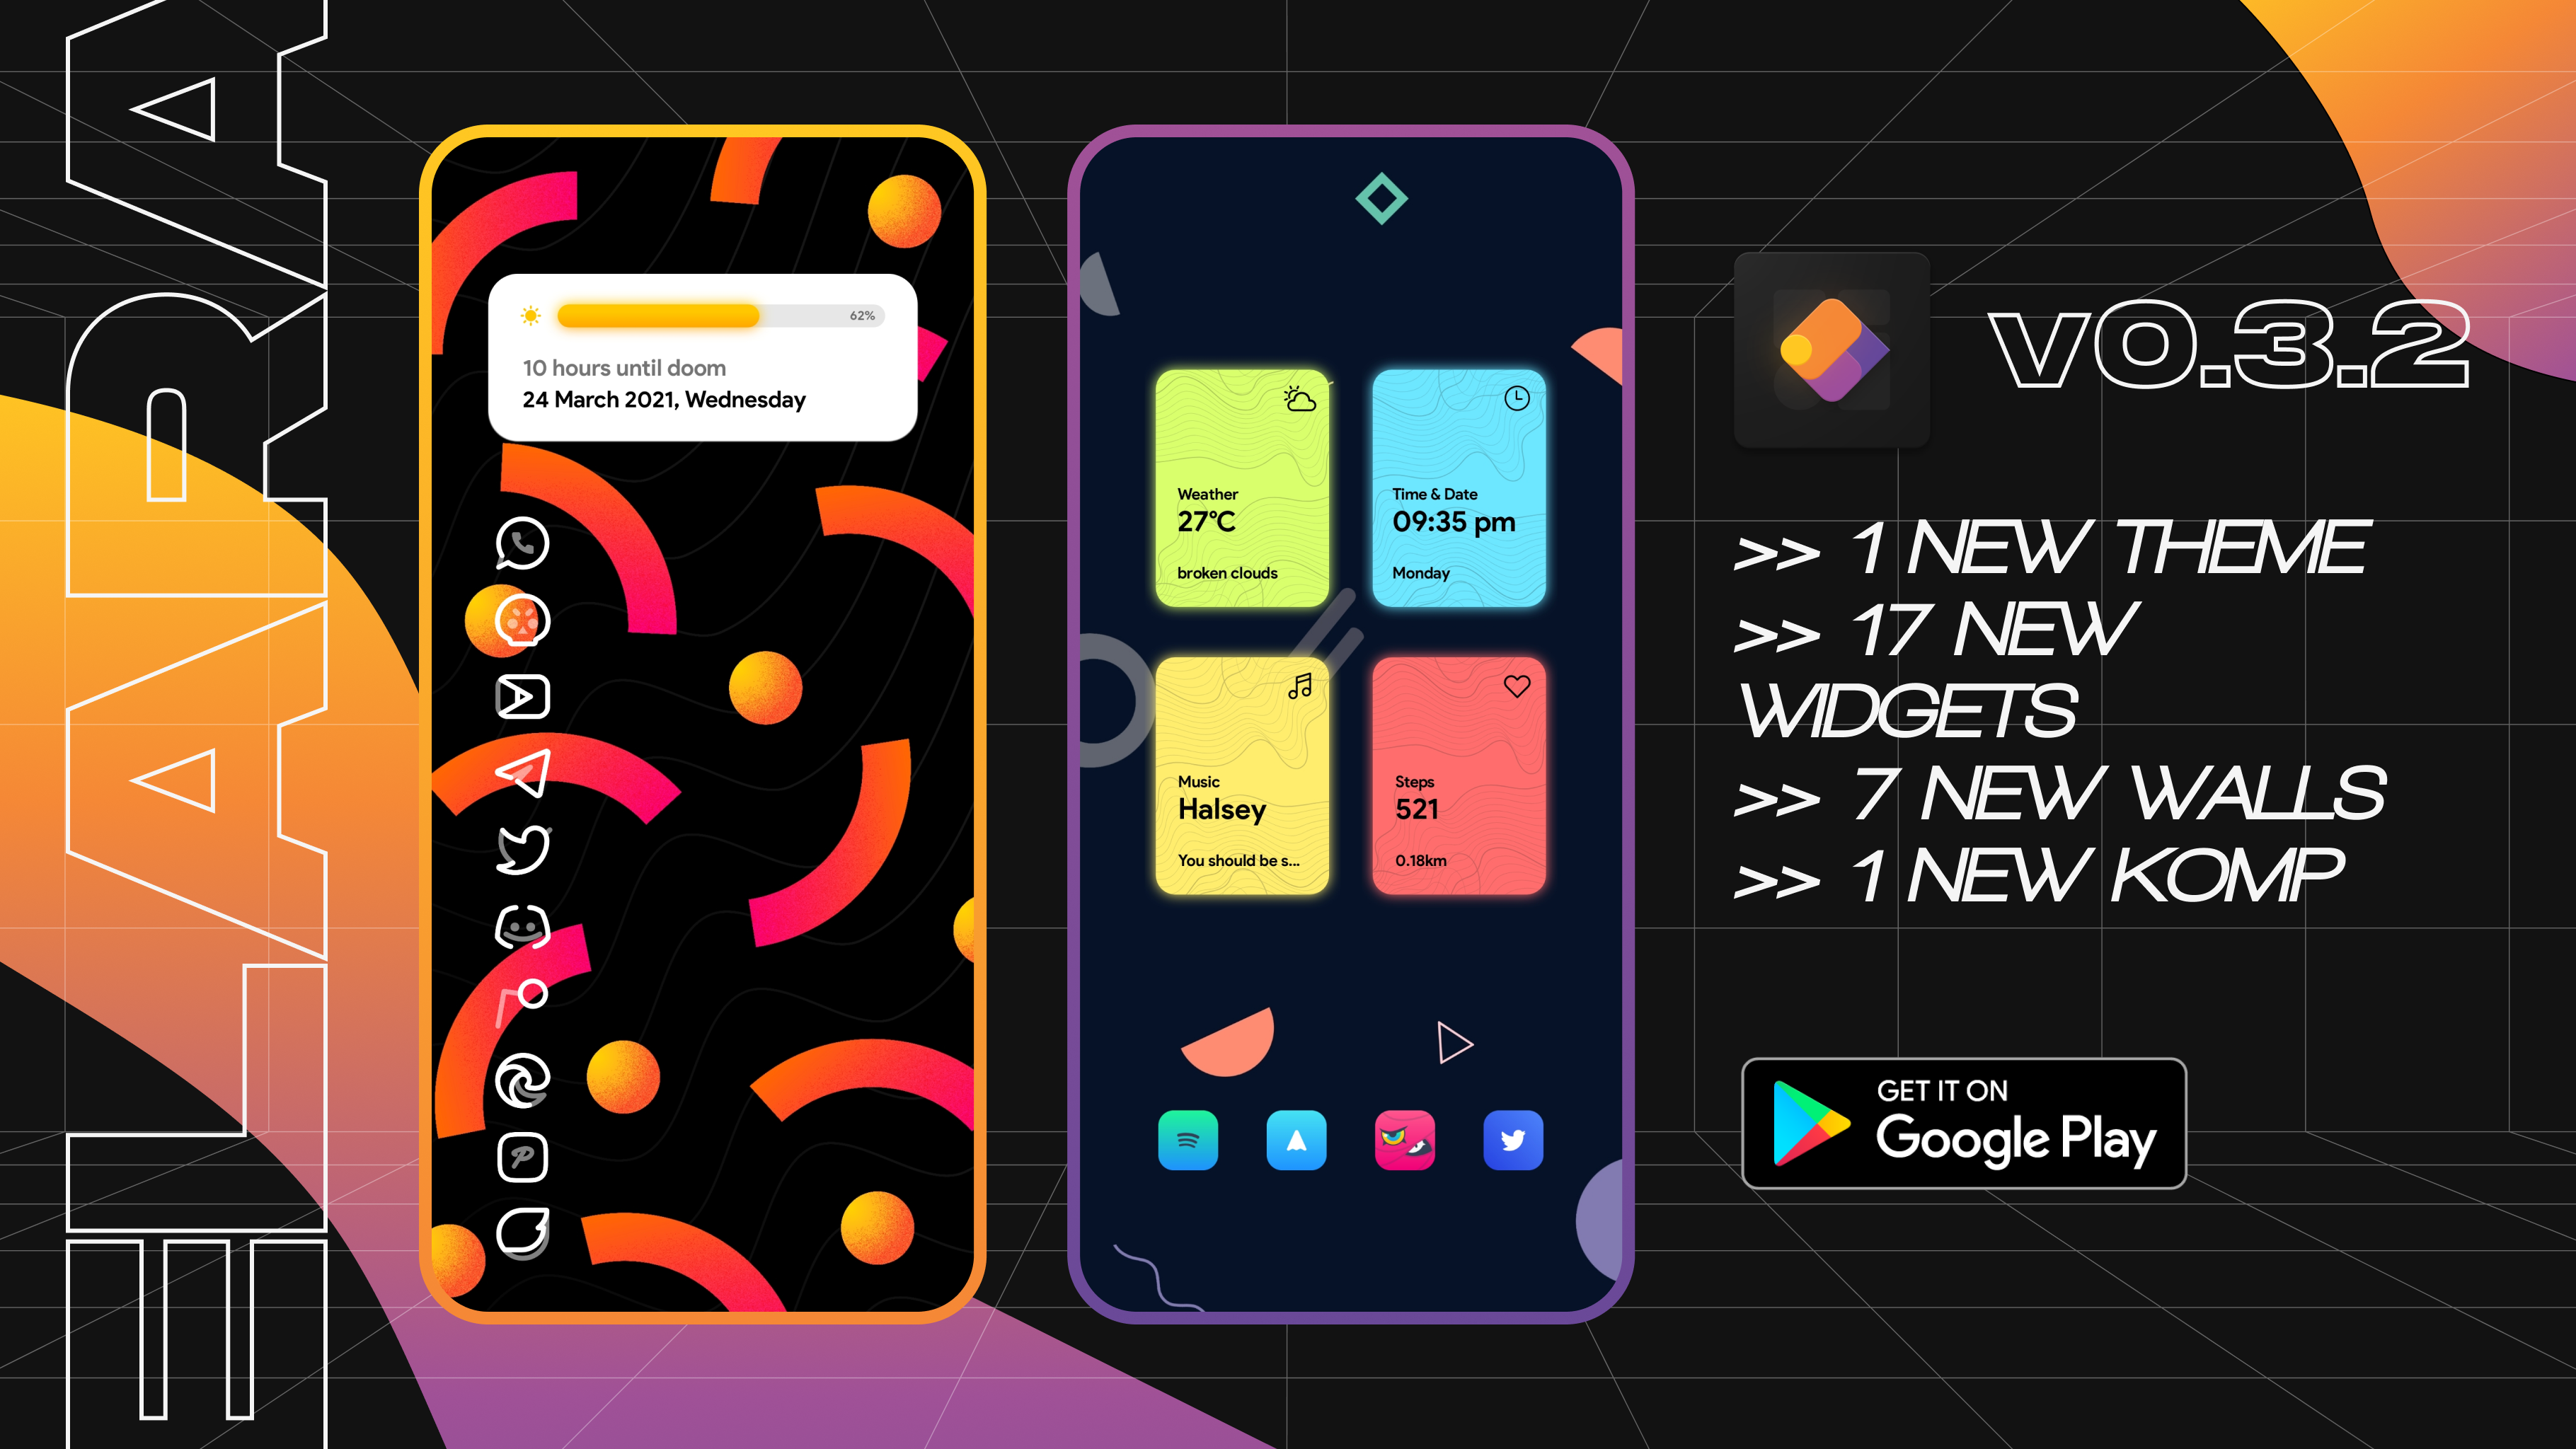 ELARA
62%
10 hours until doom
24 March 2021, Wednesday
Weather
27°C
broken clouds
Time & Date
09:35 pm
Monday
Music
Halsey
You should be s...
Steps
521
0.18km
V0.3.2
>> 1 NEW THEME
>> 17 NEW
WIDGETS
>> 7 NEW WALLS
>> 1 NEW KOMP
GET IT ON
Google Play